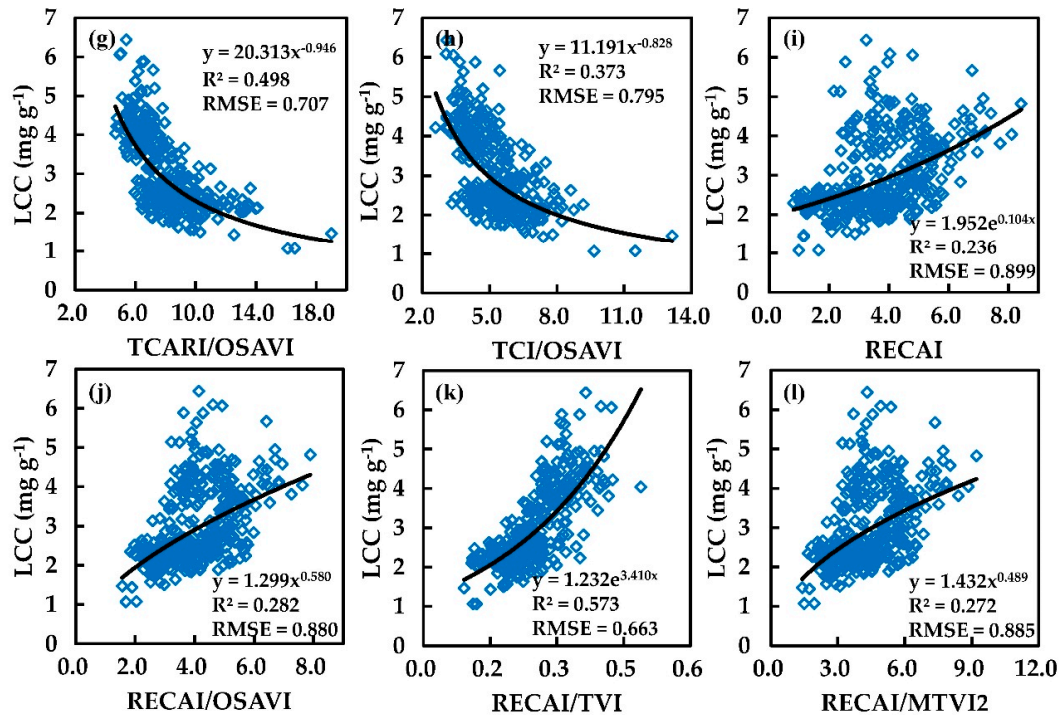 (g)
y = 20.313x^-0.946
R² = 0.498
RMSE = 0.707
LCC (mg g⁻¹)
7
6
5
4
3
2
1
0
2.0 6.0 10.0 14.0 18.0
TCARI/OSAVI
(h)
y = 11.191x^-0.828
R² = 0.373
RMSE = 0.795
LCC (mg g⁻¹)
7
6
5
4
3
2
1
0
2.0 5.0 8.0 11.0 14.0
TCI/OSAVI
(i)
y = 1.952e^0.104x
R² = 0.236
RMSE = 0.899
LCC (mg g⁻¹)
7
6
5
4
3
2
1
0
0.0 2.0 4.0 6.0 8.0
RECAI
(j)
y = 1.299x^0.580
R² = 0.282
RMSE = 0.880
LCC (mg g⁻¹)
7
6
5
4
3
2
1
0
0.0 2.0 4.0 6.0 8.0
RECAI/OSAVI
(k)
y = 1.232e^3.410x
R² = 0.573
RMSE = 0.663
LCC (mg g⁻¹)
7
6
5
4
3
2
1
0
0.0 0.2 0.3 0.5 0.6
RECAI/TVI
(l)
y = 1.432x^0.489
R² = 0.272
RMSE = 0.885
LCC (mg g⁻¹)
7
6
5
4
3
2
1
0
0.0 3.0 6.0 9.0 12.0
RECAI/MTVI2